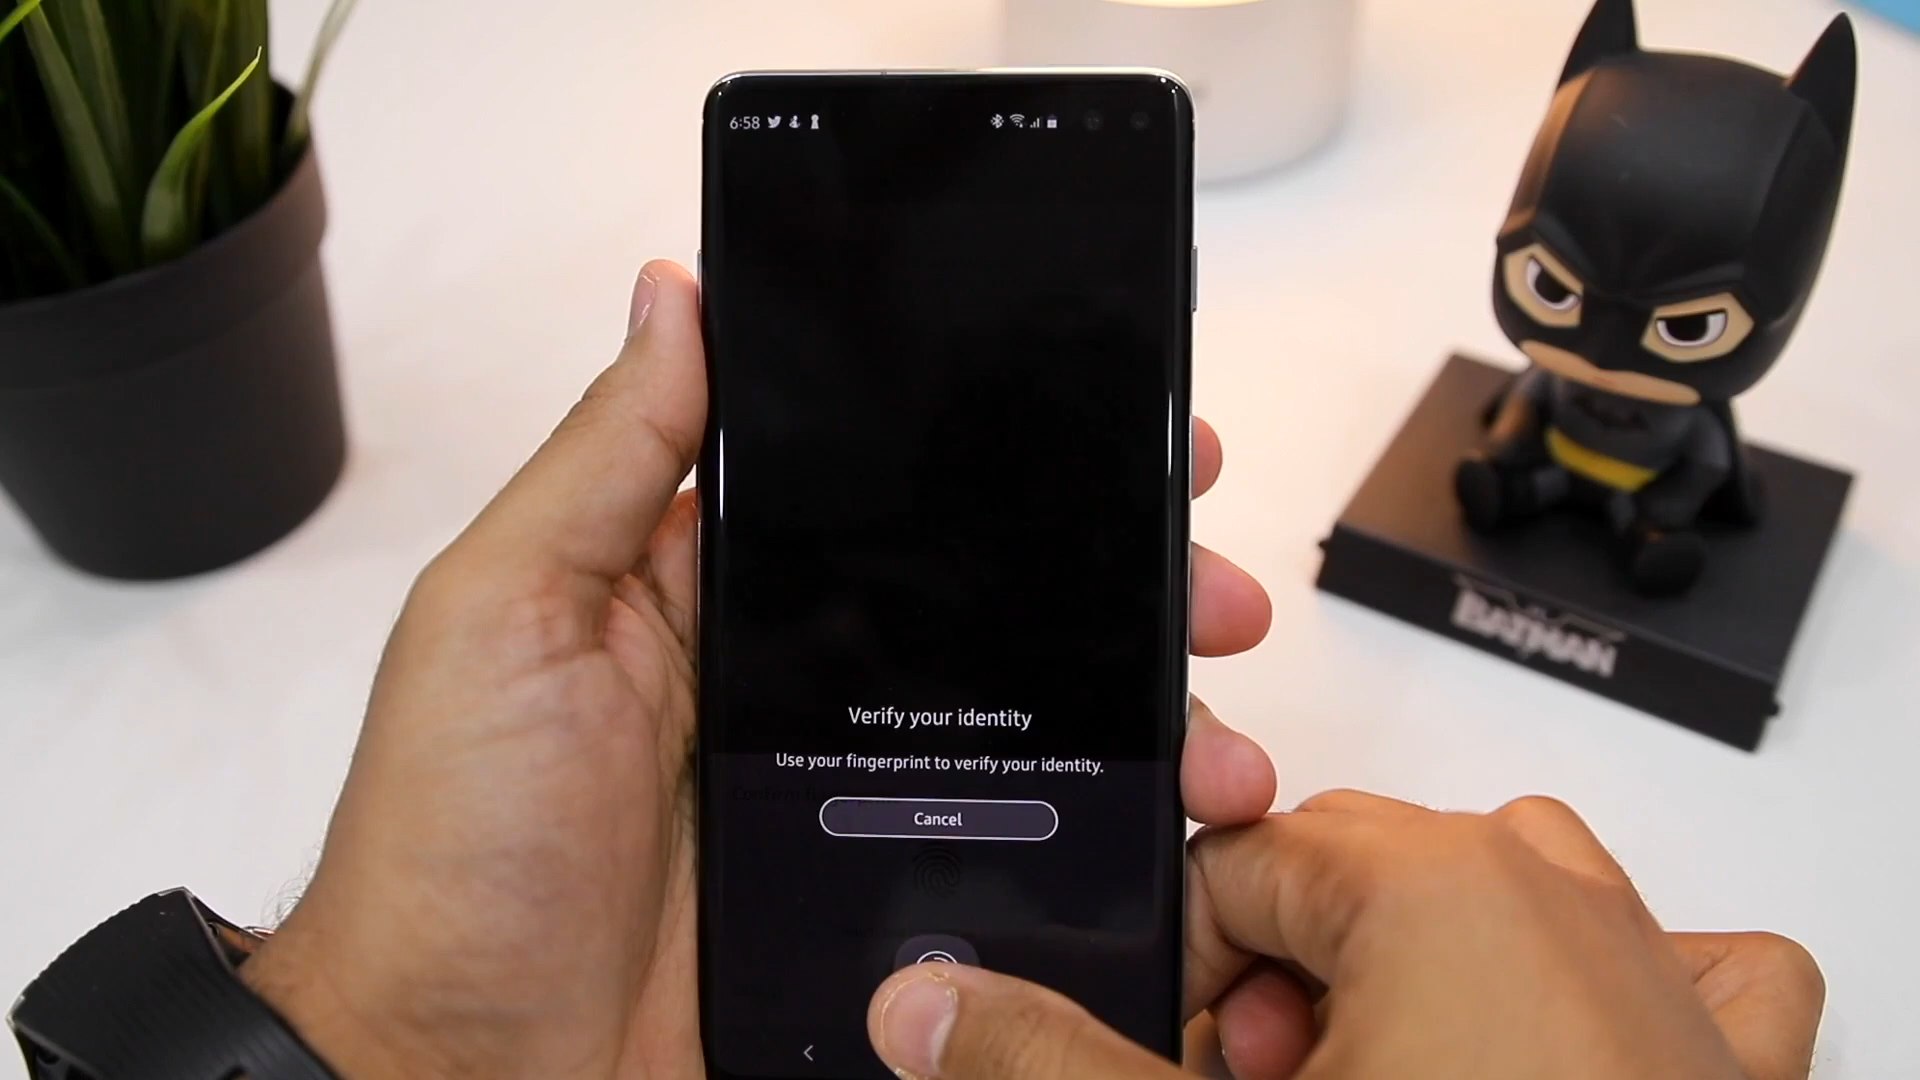 6:58
Verify your identity
Use your fingerprint to verify your identity.
Cancel
BATMAN